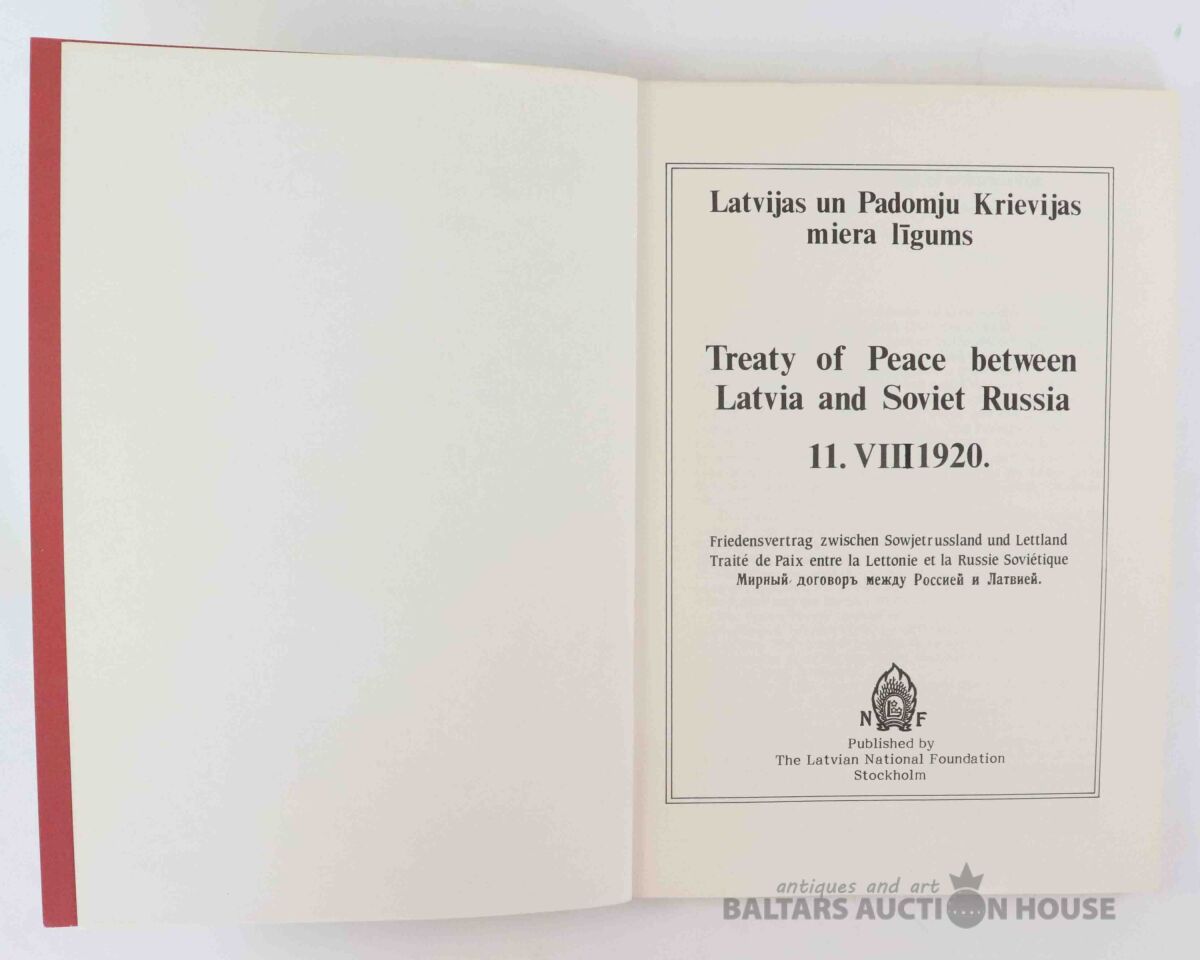 Latvijas un Padomju Krievijas
miera līgums
Treaty of Peace between
Latvia and Soviet Russia
11. VIII 1920.
Friedensvertrag zwischen Sowjetrussland und Lettland
Traité de Paix entre la Lettonie et la Russie Soviétique
Мирный договоръ между Россией и Латвией.
N L F
Published by
The Latvian National Foundation
Stockholm
antiques and art
BALTARS AUCTION HOUSE